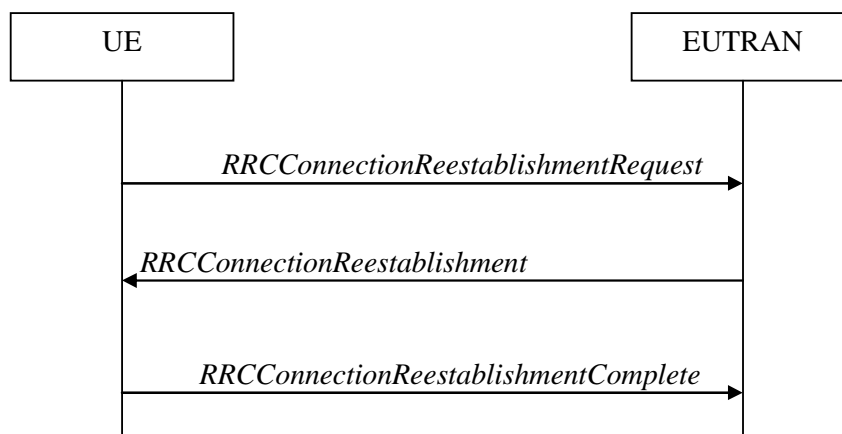 UE
EUTRAN
RRCConnectionReestablishmentRequest
RRCConnectionReestablishment
RRCConnectionReestablishmentComplete